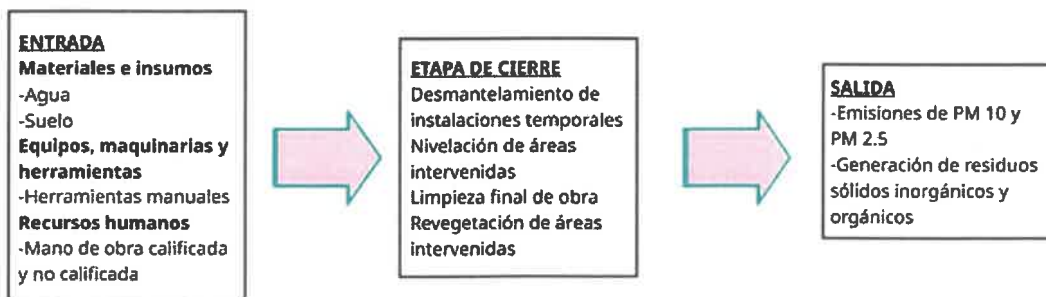 ENTRADA
Materiales e insumos
-Agua
-Suelo
Equipos, maquinarias y
herramientas
-Herramientas manuales
Recursos humanos
-Mano de obra calificada
y no calificada
ETAPA DE CIERRE
Desmantelamiento de
instalaciones temporales
Nivelación de áreas
intervenidas
Limpieza final de obra
Revegetación de áreas
intervenidas
SALIDA
-Emisiones de PM 10 y
PM 2.5
-Generación de residuos
sólidos inorgánicos y
orgánicos